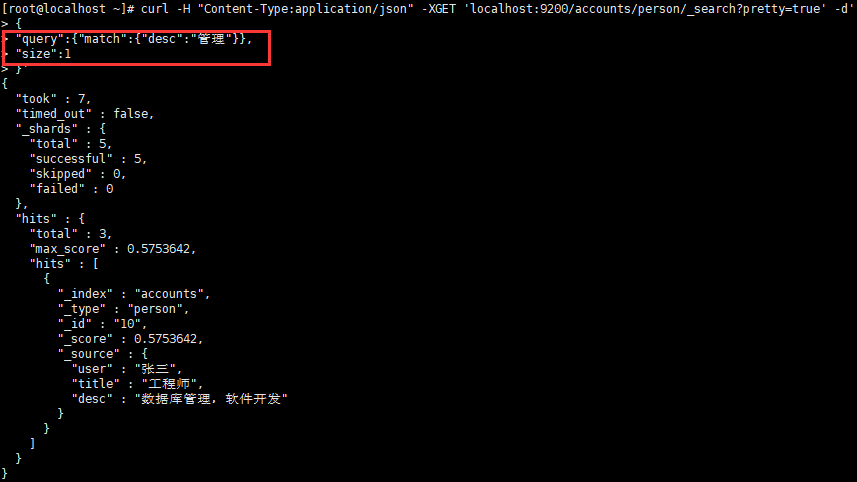 [root@localhost ~]# curl -H "Content-Type:application/json" -XGET 'localhost:9200/accounts/person/_search?pretty=true' -d'
> {
> "query":{"match":{"desc":"管理"}},
> "size":1
> }'
{
  "took" : 7,
  "timed_out" : false,
  "_shards" : {
    "total" : 5,
    "successful" : 5,
    "skipped" : 0,
    "failed" : 0
  },
  "hits" : {
    "total" : 3,
    "max_score" : 0.5753642,
    "hits" : [
      {
        "_index" : "accounts",
        "_type" : "person",
        "_id" : "10",
        "_score" : 0.5753642,
        "_source" : {
          "user" : "张三",
          "title" : "工程师",
          "desc" : "数据库管理, 软件开发"
        }
      }
    ]
  }
}